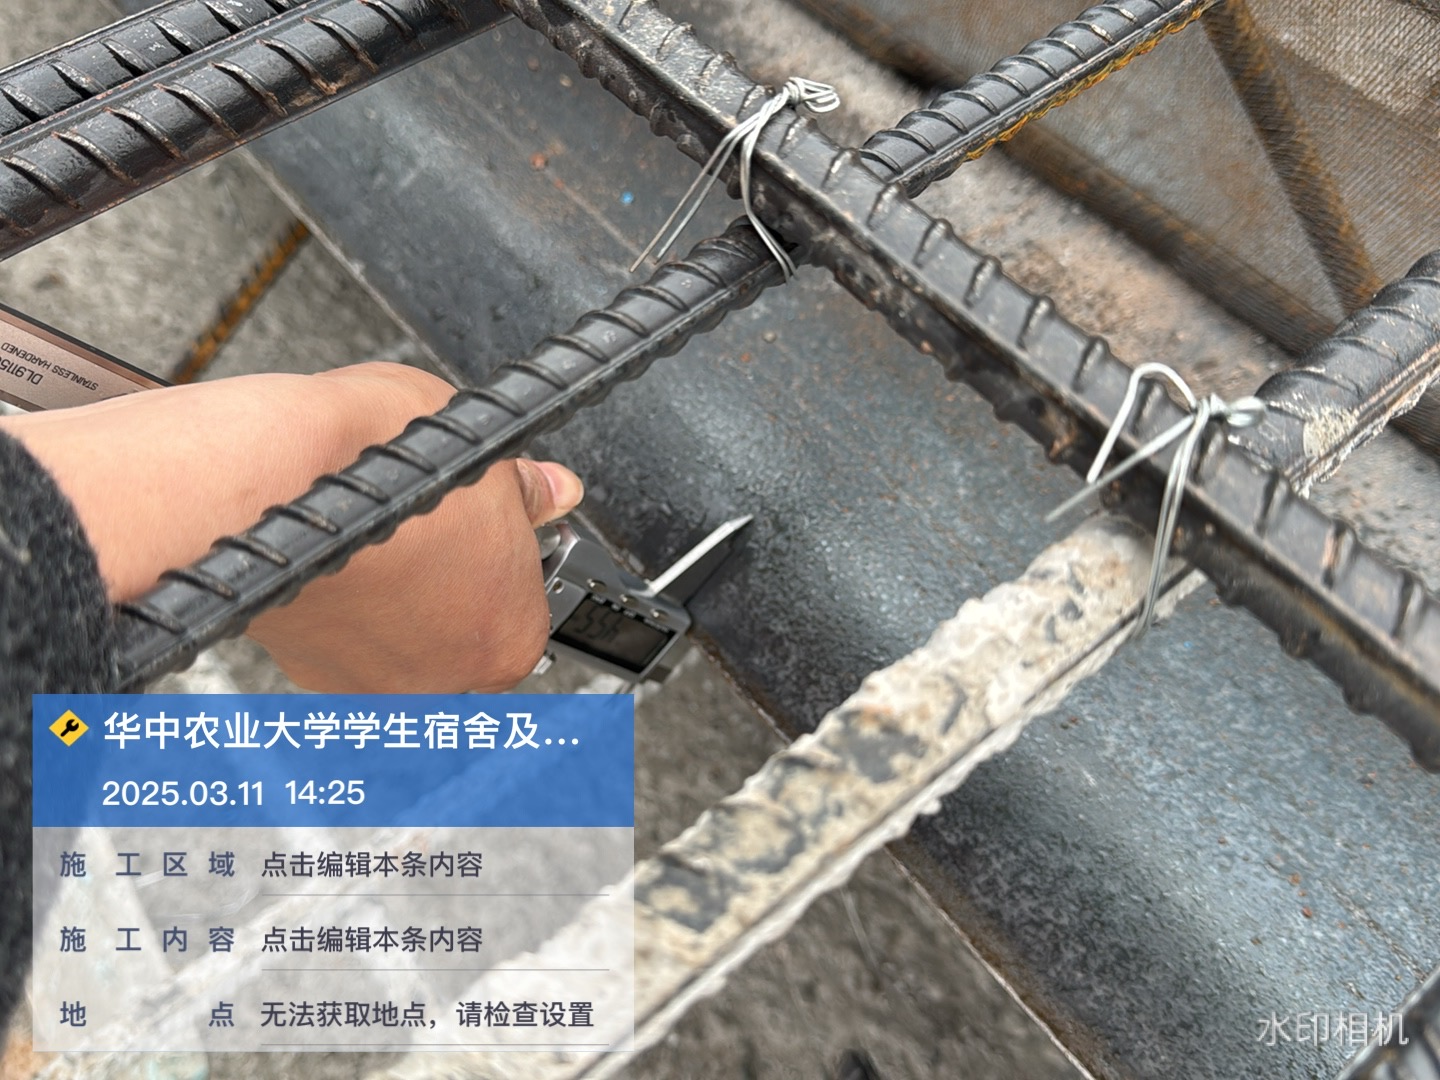 STAINLESS HARDENED
华中农业大学学生宿舍及...
2025.03.11 14:25
施工区域 点击编辑本条内容
施工内容 点击编辑本条内容
地点 无法获取地点，请检查设置
水印相机